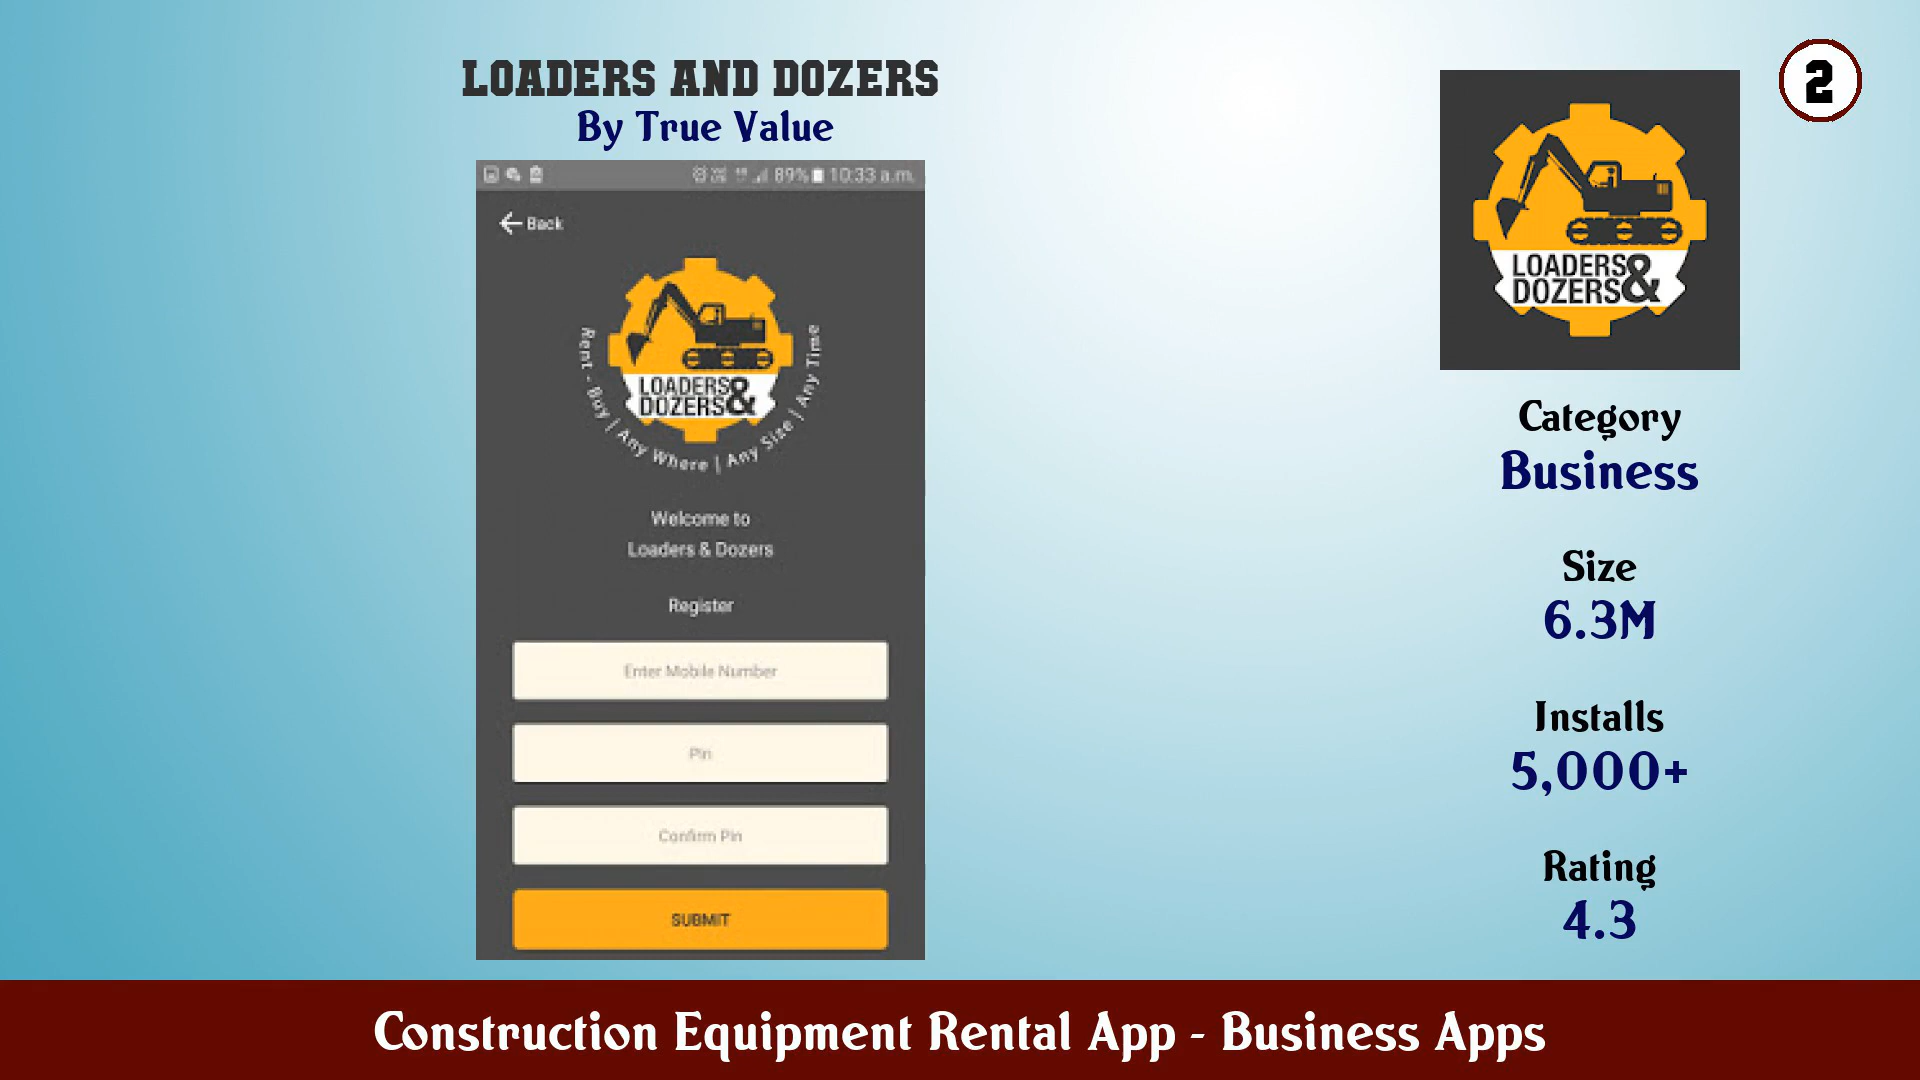 LOADERS AND DOZERS
By True Value
2
89% 10:33 a.m.
Back
LOADERS &
DOZERS
Rent - Buy | Any Where | Any Size | Any Time
Welcome to
Loaders & Dozers
Register
Enter Mobile Number
Pin
Confirm Pin
SUBMIT
LOADERS &
DOZERS
Category
Business
Size
6.3M
Installs
5,000+
Rating
4.3
Construction Equipment Rental App - Business Apps